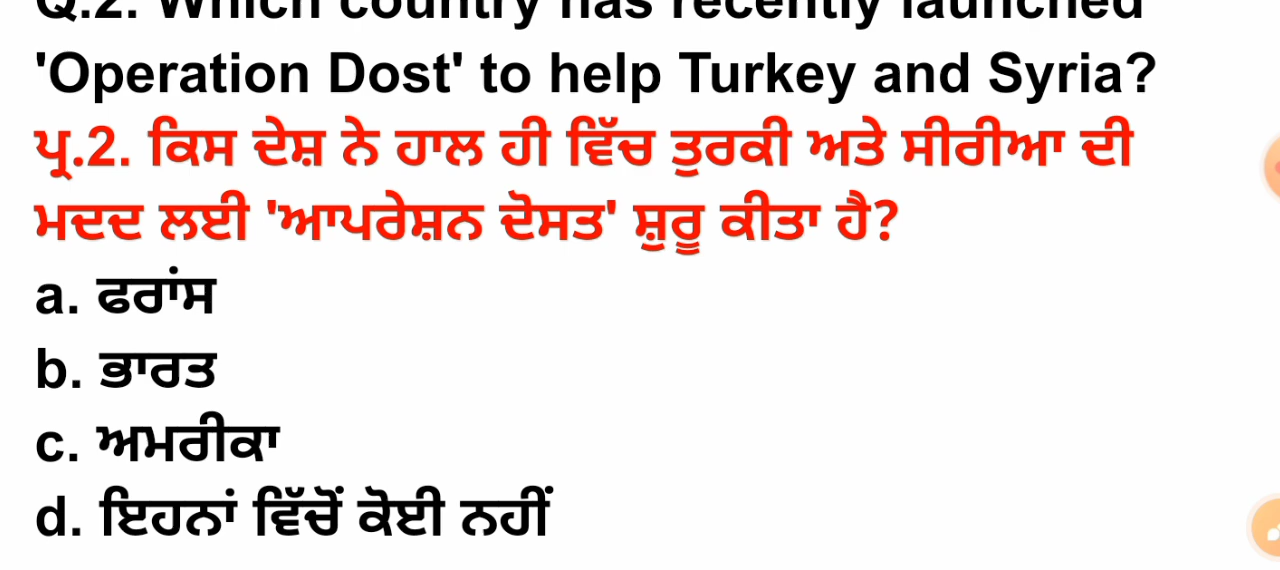 Q.2. Which country has recently launched
'Operation Dost' to help Turkey and Syria?
ਪ੍ਰ.2. ਕਿਸ ਦੇਸ਼ ਨੇ ਹਾਲ ਹੀ ਵਿੱਚ ਤੁਰਕੀ ਅਤੇ ਸੀਰੀਆ ਦੀ
ਮਦਦ ਲਈ 'ਆਪਰੇਸ਼ਨ ਦੋਸਤ' ਸ਼ੁਰੂ ਕੀਤਾ ਹੈ?
a. ਫਰਾਂਸ
b. ਭਾਰਤ
c. ਅਮਰੀਕਾ
d. ਇਹਨਾਂ ਵਿੱਚੋਂ ਕੋਈ ਨਹੀਂ